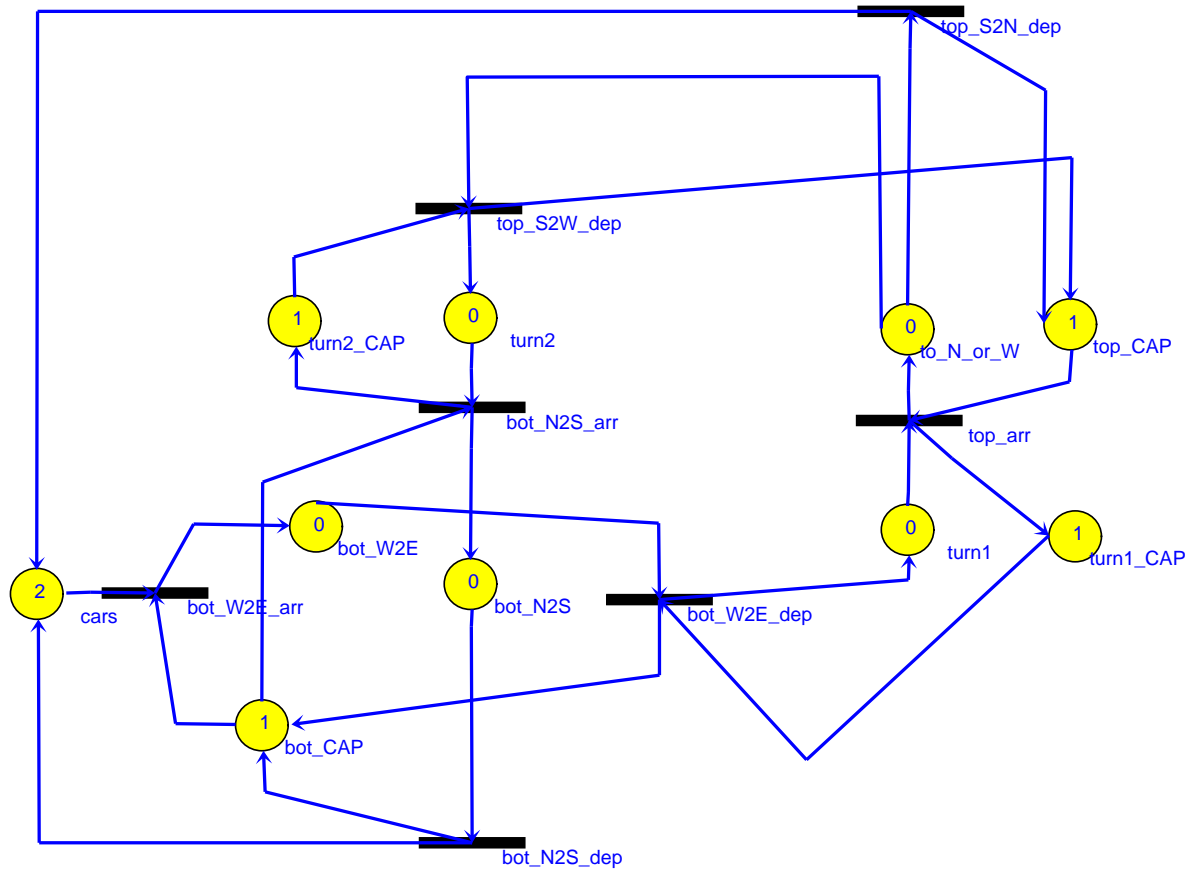 top_S2N_dep
top_S2W_dep
1
turn2_CAP
0
turn2
0
to_N_or_W
1
top_CAP
bot_N2S_arr
top_arr
0
bot_W2E
0
turn1
1
turn1_CAP
2
cars
bot_W2E_arr
0
bot_N2S
bot_W2E_dep
1
bot_CAP
bot_N2S_dep